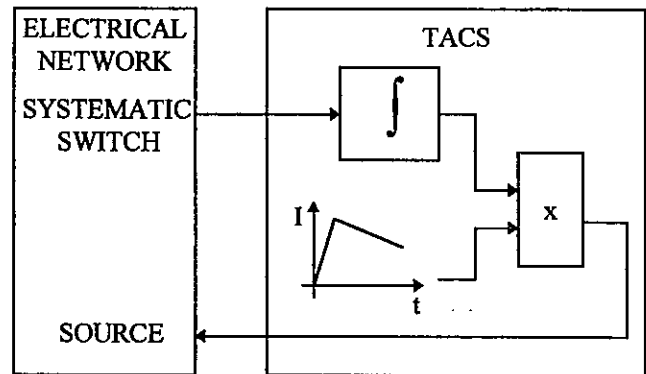 ELECTRICAL
NETWORK
SYSTEMATIC
SWITCH
SOURCE
TACS
∫
x
I
t